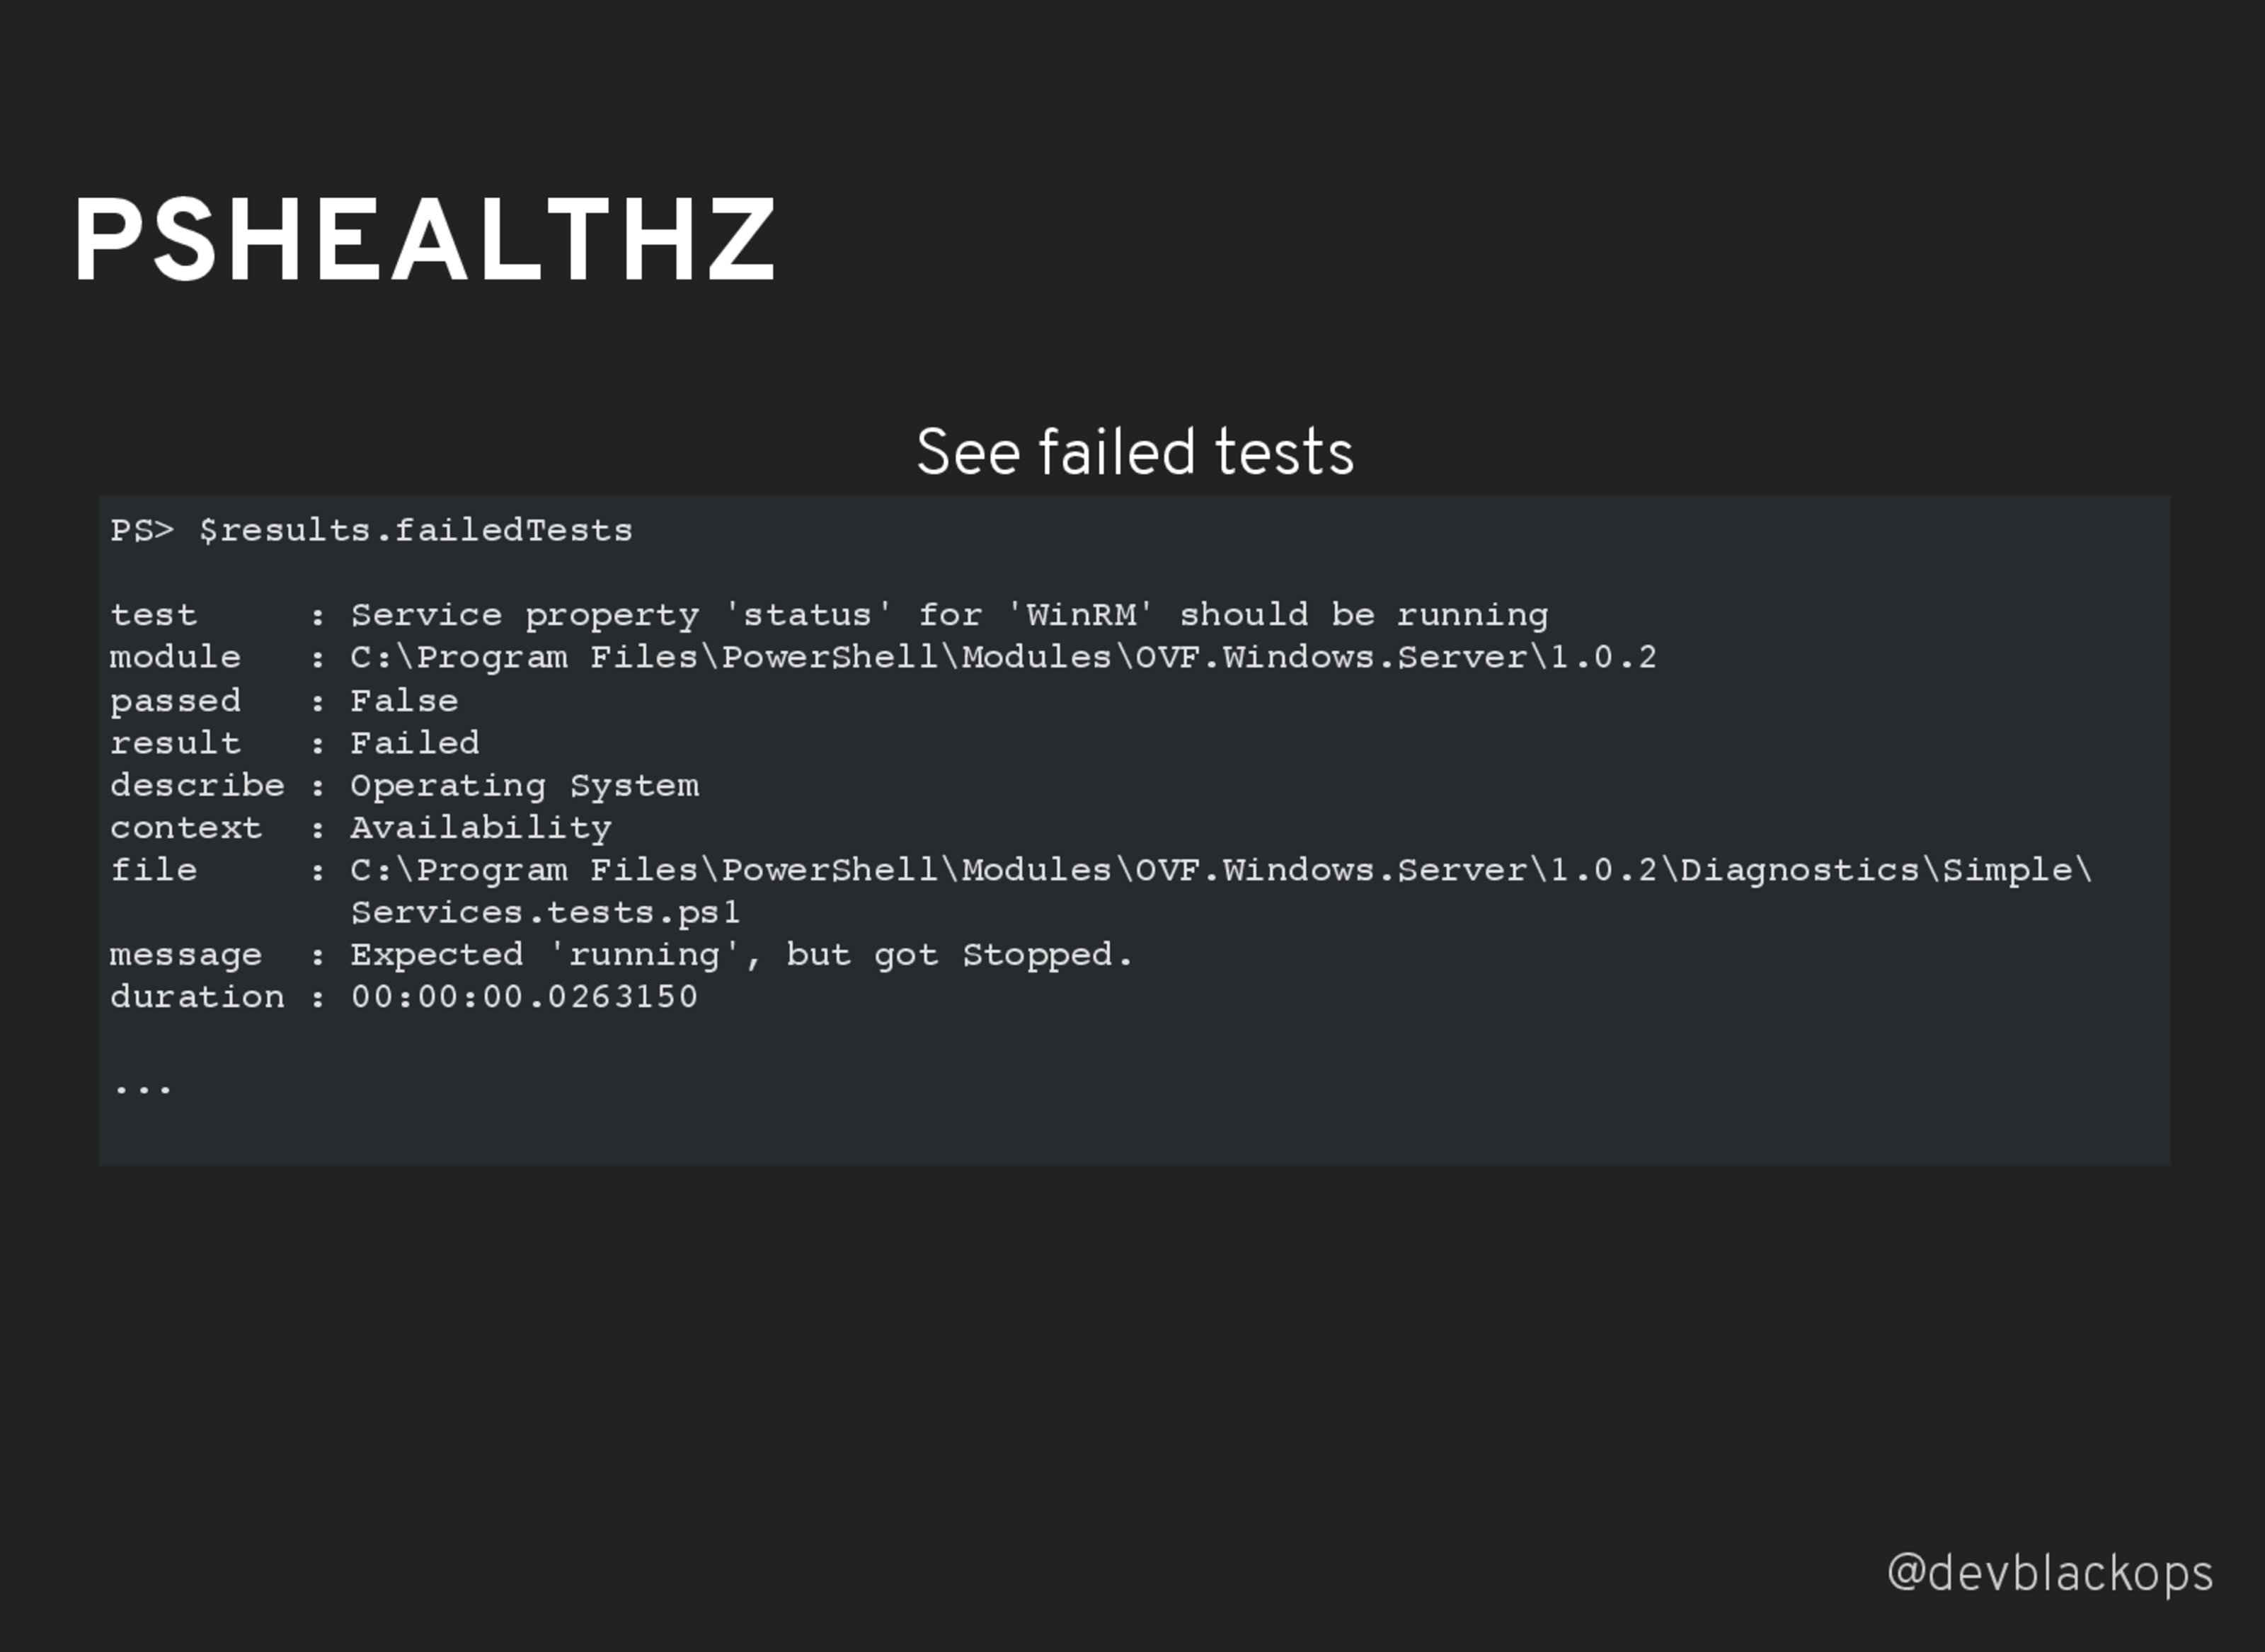 PSHEALTHZ
See failed tests
PS> $results.failedTests
test     : Service property 'status' for 'WinRM' should be running
module   : C:\Program Files\PowerShell\Modules\OVF.Windows.Server\1.0.2
passed   : False
result   : Failed
describe : Operating System
context  : Availability
file     : C:\Program Files\PowerShell\Modules\OVF.Windows.Server\1.0.2\Diagnostics\Simple\
           Services.tests.ps1
message  : Expected 'running', but got Stopped.
duration : 00:00:00.0263150
...
@devblackops